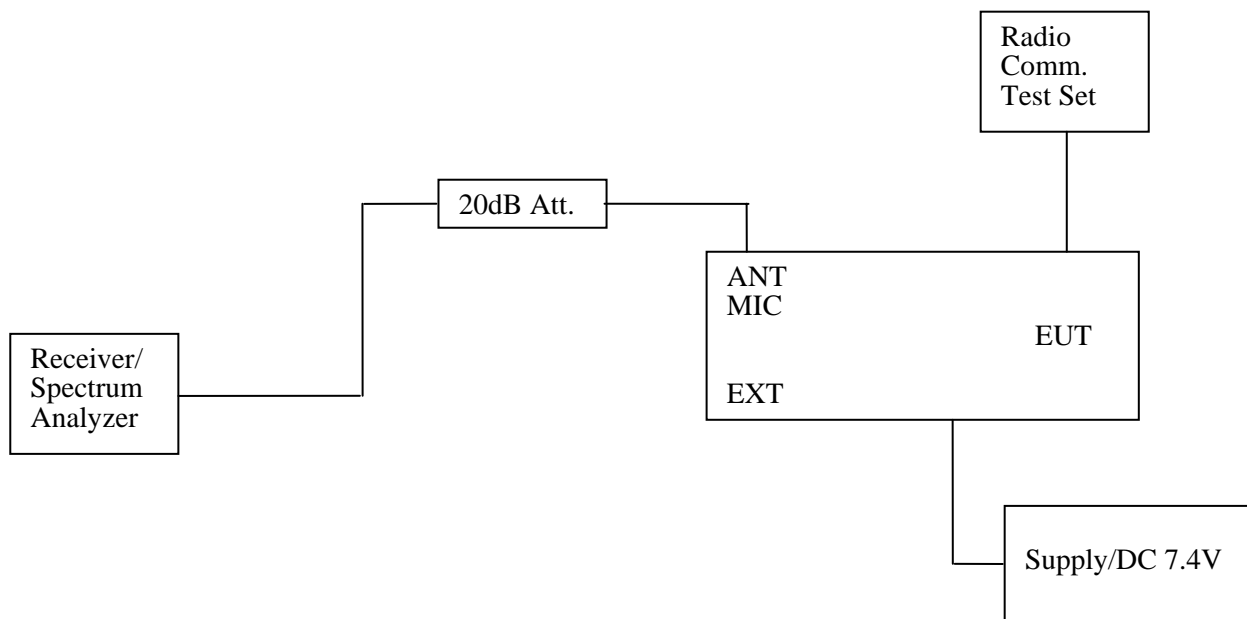 Radio
Comm.
Test Set
20dB Att.
ANT
MIC
EUT
Receiver/
Spectrum
Analyzer
EXT
Supply/DC 7.4V